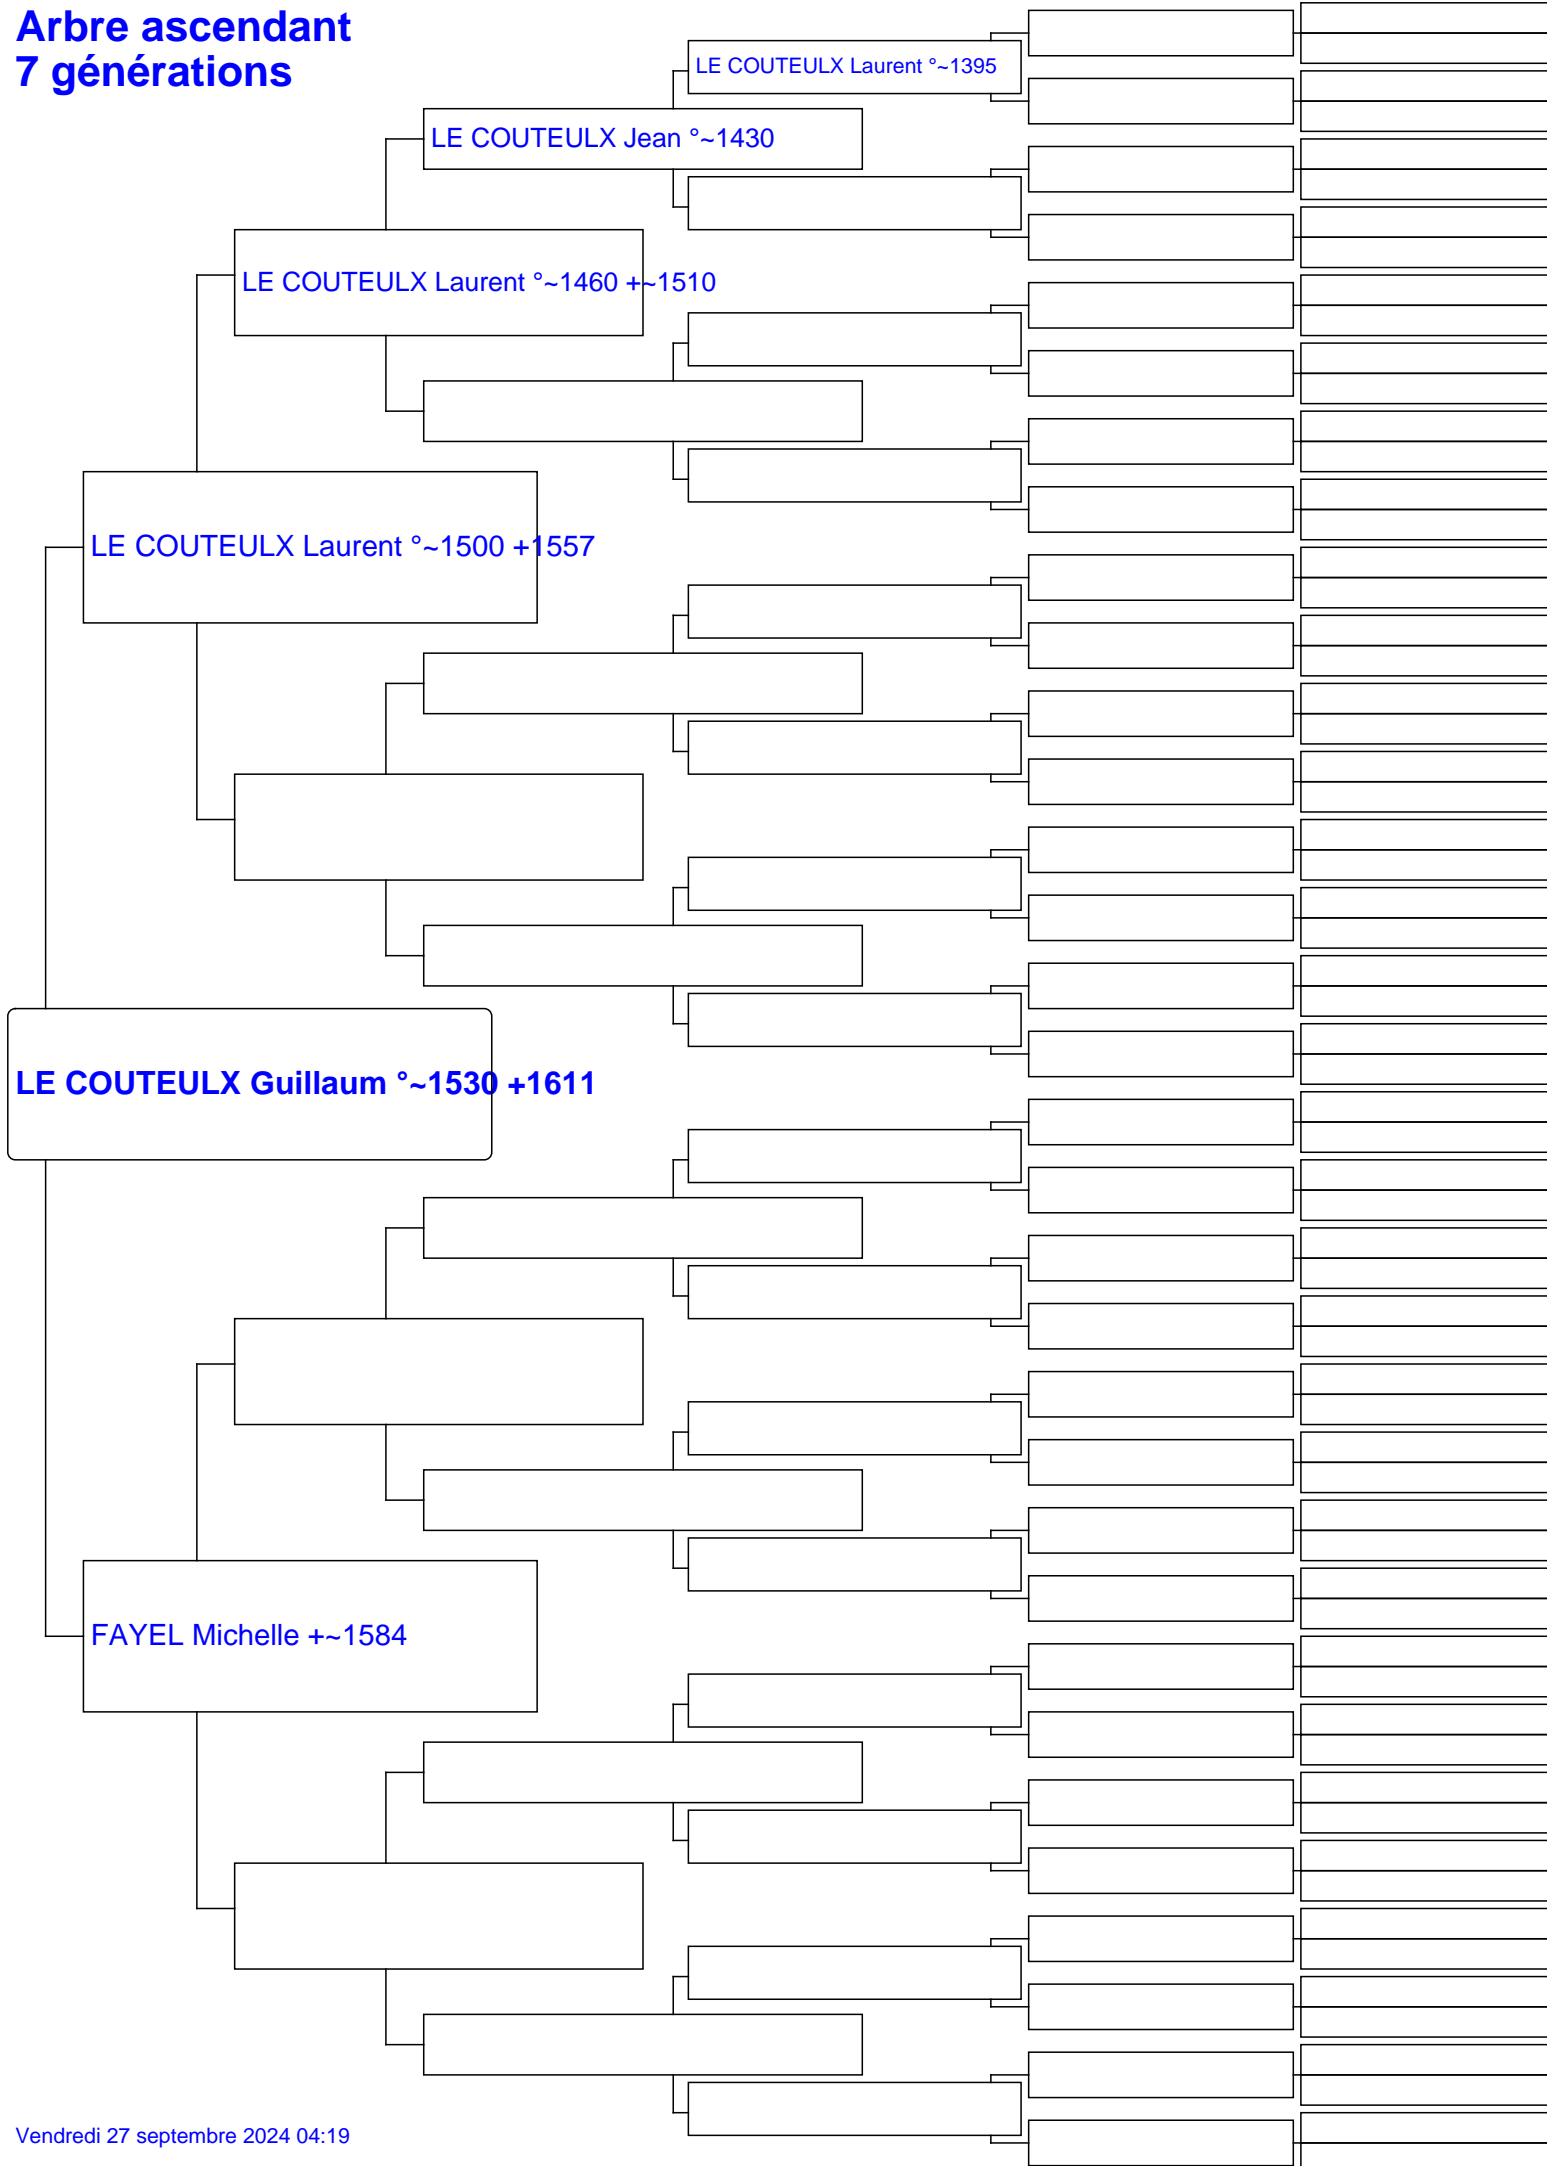 Arbre ascendant
7 générations
LE COUTEULX Laurent °~1395
LE COUTEULX Jean °~1430
LE COUTEULX Laurent °~1460 +~1510
LE COUTEULX Laurent °~1500 +1557
LE COUTEULX Guillaum °~1530 +1611
FAYEL Michelle +~1584
Vendredi 27 septembre 2024 04:19